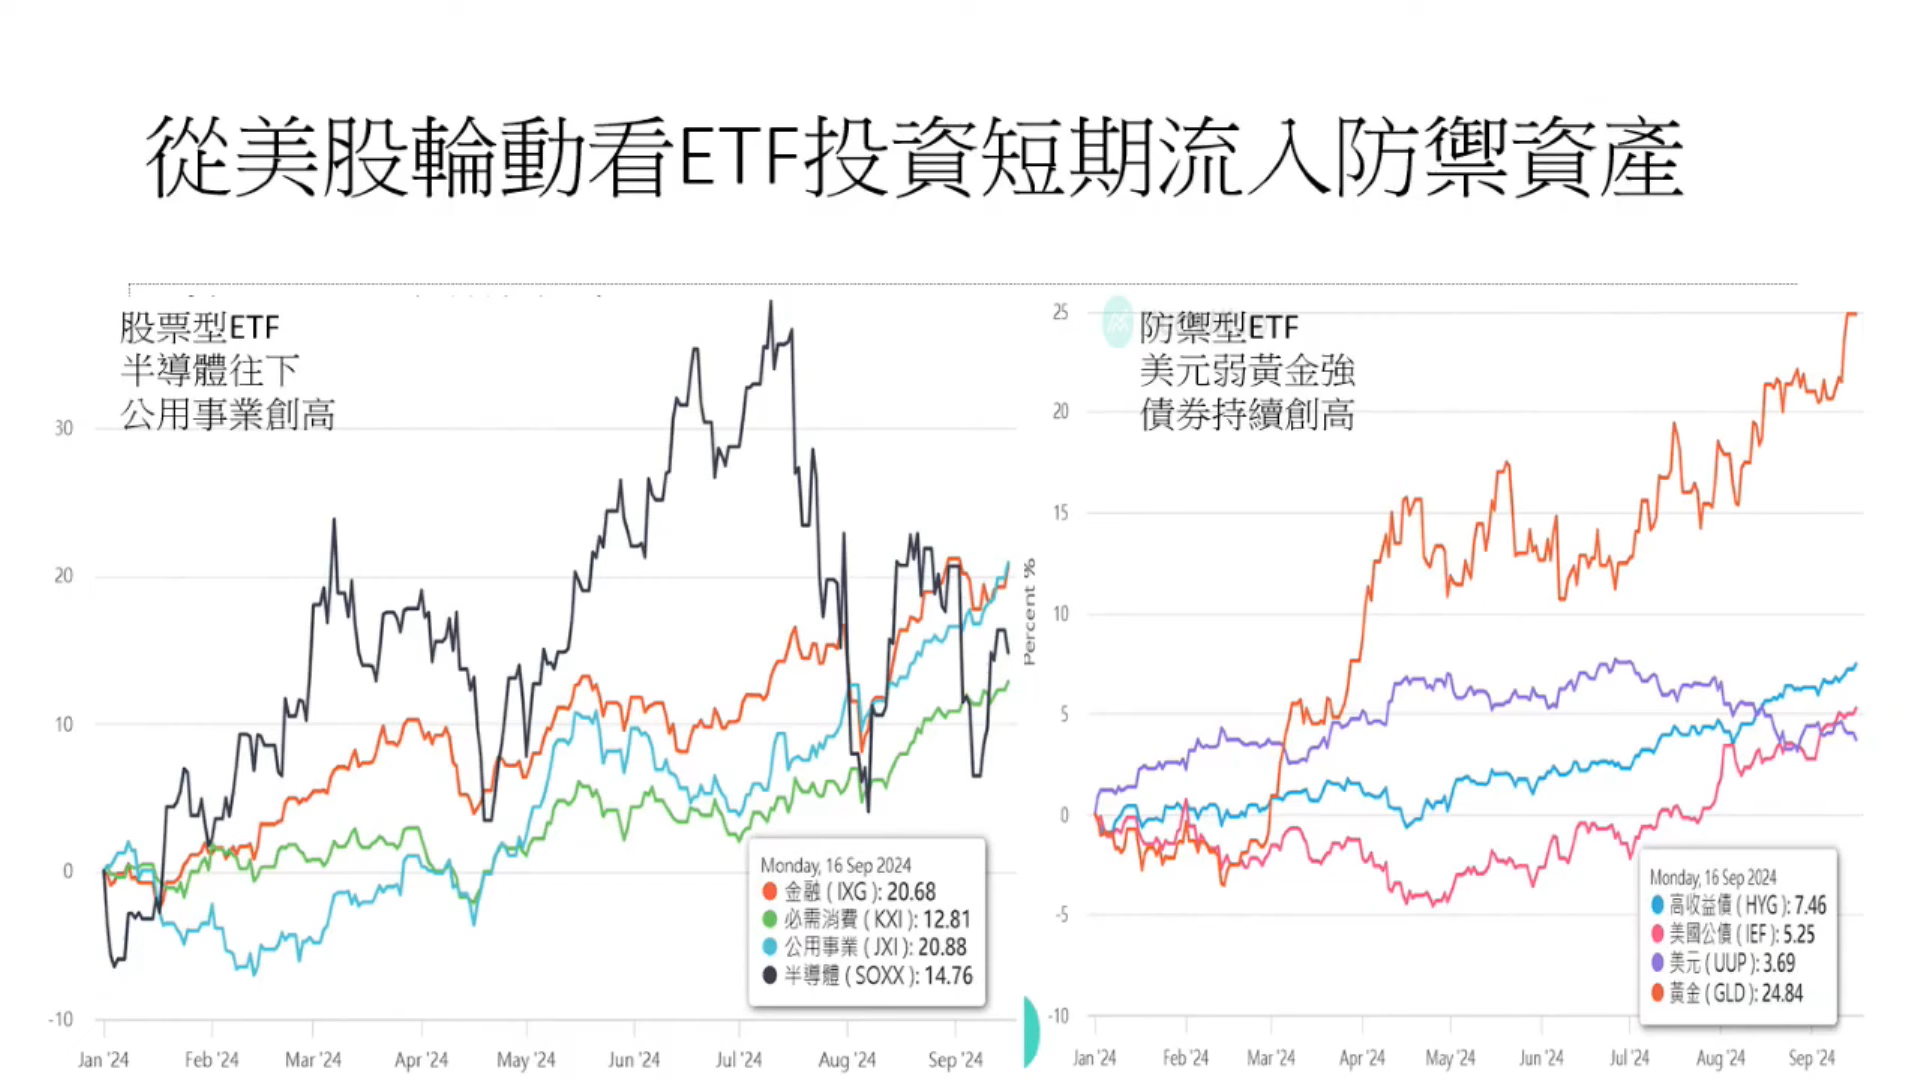 從美股輪動看ETF投資短期流入防禦資產
股票型ETF
半導體往下
公用事業創高
30
20
10
0
-10
Jan '24
Feb '24
Mar '24
Apr '24
May '24
Jun '24
Jul '24
Aug '24
Sep '24
Monday, 16 Sep 2024
金融 ( IXG ): 20.68
必需消費 ( KXI ): 12.81
公用事業 ( JXI ): 20.88
半導體 ( SOXX ): 14.76
防禦型ETF
美元弱黃金強
債券持續創高
Percent %
25
20
15
10
5
0
-5
-10
Jan '24
Feb '24
Mar '24
Apr '24
May '24
Jun '24
Jul '24
Aug '24
Sep '24
Monday, 16 Sep 2024
高收益債 ( HYG ): 7.46
美國公債 ( IEF ): 5.25
美元 ( UUP ): 3.69
黃金 ( GLD ): 24.84